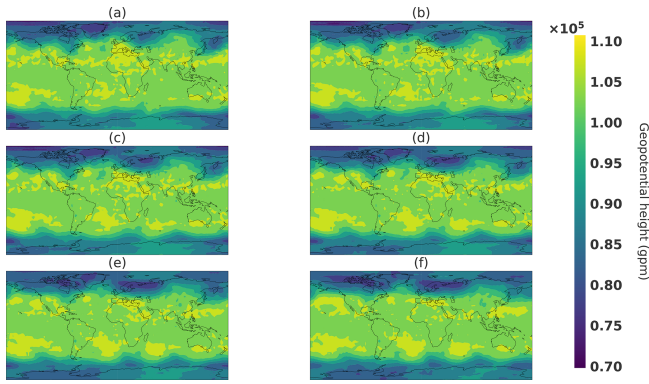 (a)
(b)
×10⁵
1.10
1.05
1.00
0.95
0.90
0.85
0.80
0.75
0.70
Geopotential height (gpm)
(c)
(d)
(e)
(f)